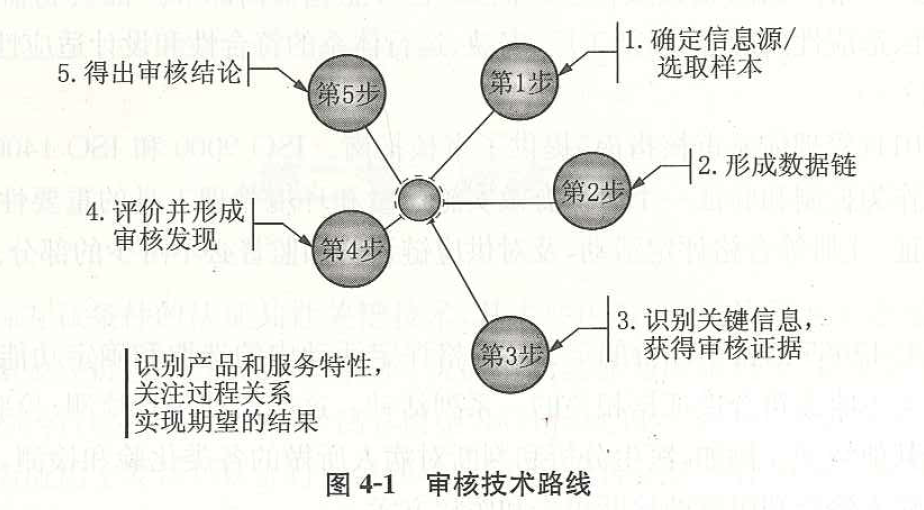 1. 确定信息源/
选取样本
第1步
2. 形成数据链
第2步
3. 识别关键信息，
获得审核证据
第3步
4. 评价并形成
审核发现
第4步
5. 得出审核结论
第5步
识别产品和服务特性，
关注过程关系
实现期望的结果
图 4-1 审核技术路线